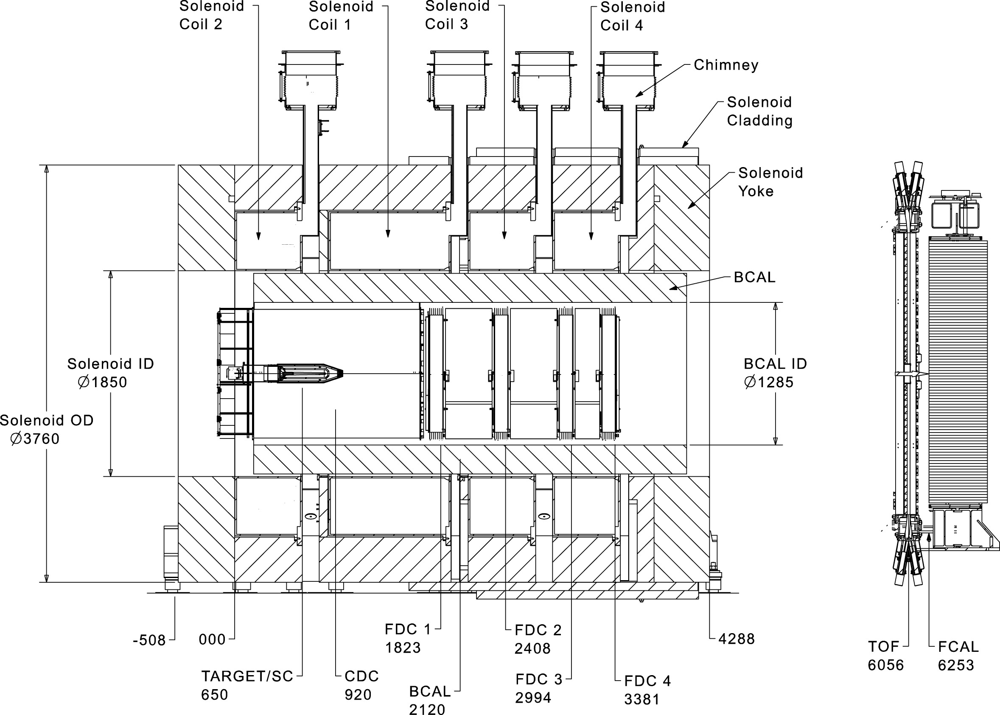 Solenoid
Coil 2
Solenoid
Coil 1
Solenoid
Coil 3
Solenoid
Coil 4
Chimney
Solenoid
Cladding
Solenoid
Yoke
BCAL
Solenoid ID
∅1850
BCAL ID
∅1285
Solenoid OD
∅3760
-508
000
FDC 1
1823
FDC 2
2408
4288
TOF
6056
FCAL
6253
TARGET/SC
650
CDC
920
BCAL
2120
FDC 3
2994
FDC 4
3381